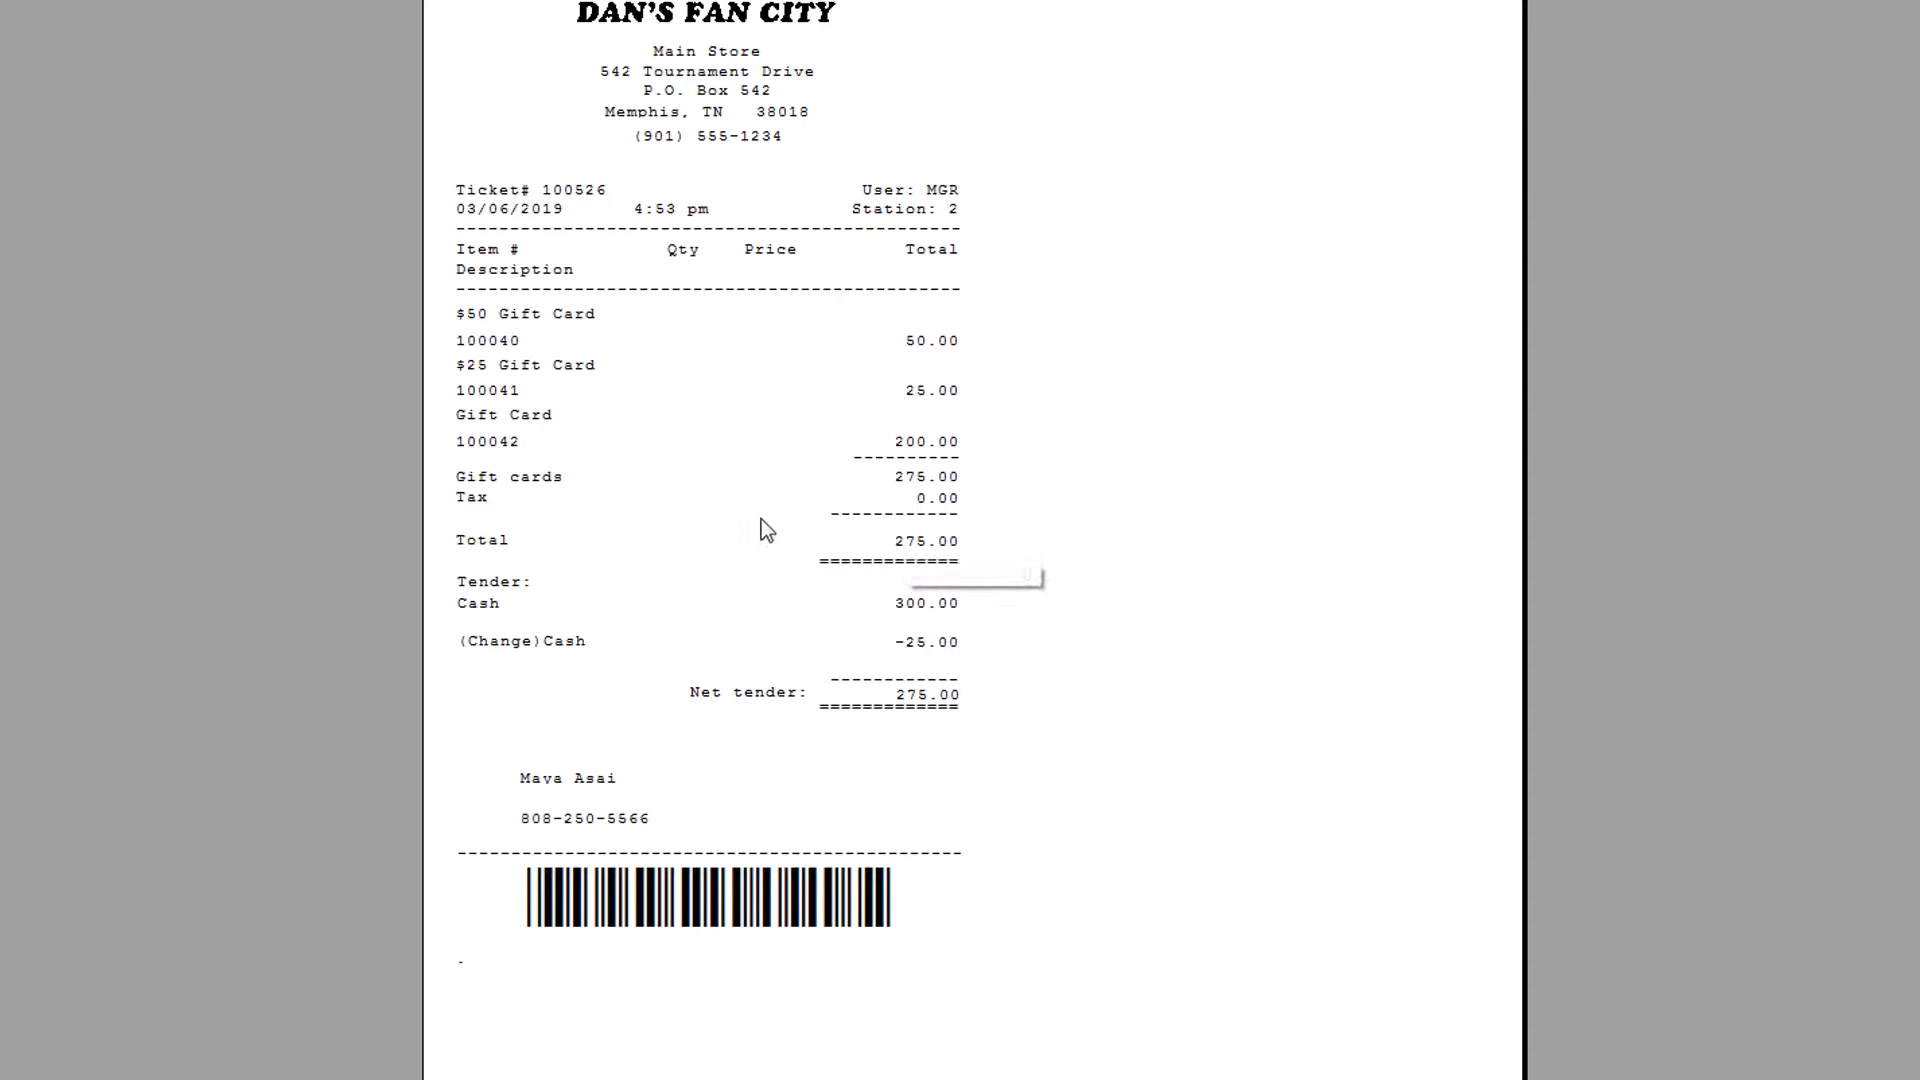 DAN'S FAN CITY
Main Store
542 Tournament Drive
P.O. Box 542
Memphis, TN 38018
(901) 555-1234
Ticket# 100526 User: MGR
03/06/2019 4:53 pm Station: 2
Item # Qty Price Total
Description
$50 Gift Card
100040 50.00
$25 Gift Card
100041 25.00
Gift Card
100042 200.00
Gift cards 275.00
Tax 0.00
Total 275.00
Tender:
Cash 300.00
(Change)Cash -25.00
Net tender: 275.00
Maya Asai
808-250-5566